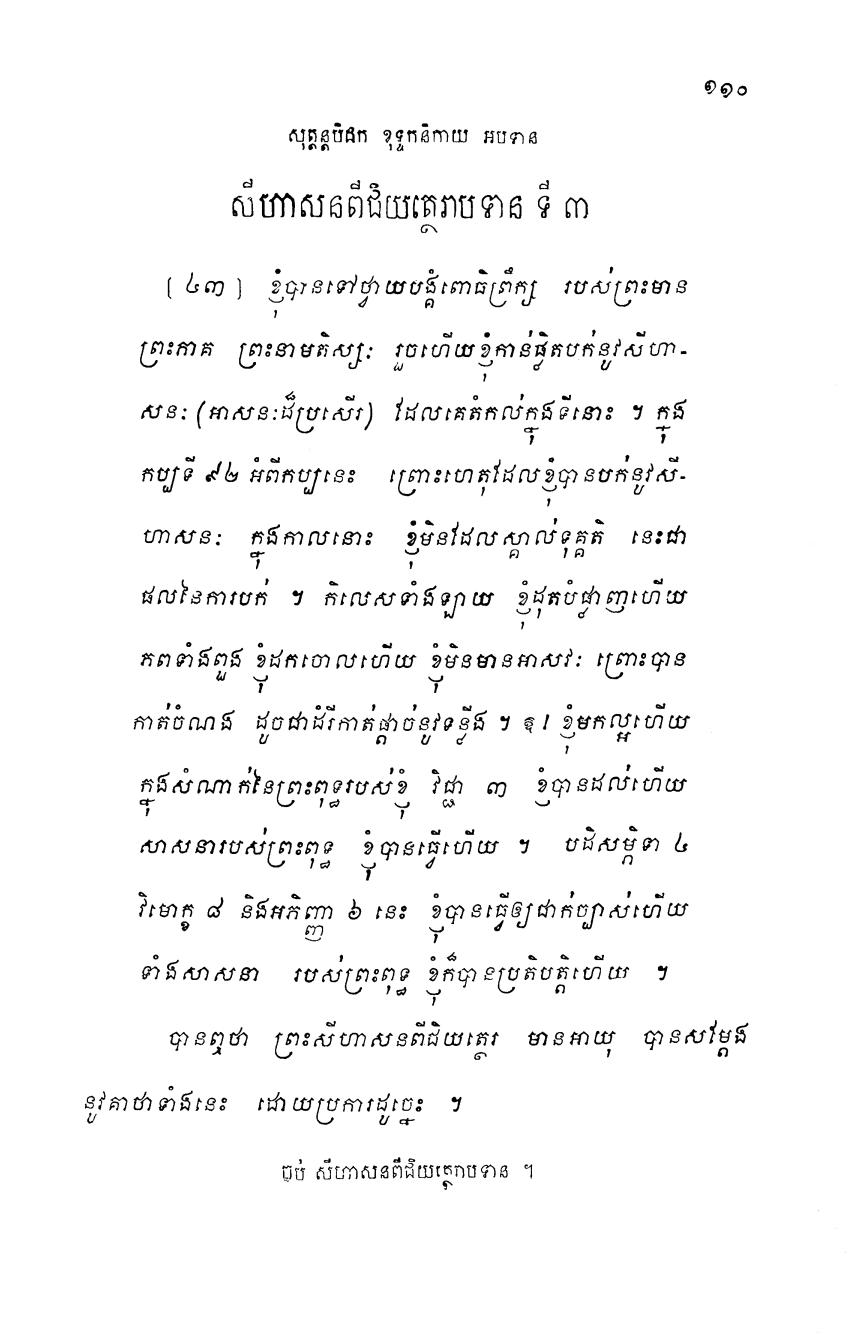 ១១០
សុត្តន្តបិដក ខុទ្ទកនិកាយ អបទាន
សីហាសនពីជិយត្ថេរាបទាន ទី ៣
[ ៤៣ ] ខ្ញុំបានទៅថ្វាយបង្គំពោធិព្រឹក្ស របស់ព្រះមាន
ព្រះភាគ ព្រះនាមតិស្សៈ រួចហើយខ្ញុំកាន់ផ្លិតបក់នូវសីហា-
សនៈ (អាសនៈដ៏ប្រសើរ) ដែលគេតំកល់ក្នុងទីនោះ ។ ក្នុង
កប្បទី ៩២ អំពីកប្បនេះ ព្រោះហេតុដែលខ្ញុំបានបក់នូវសី-
ហាសនៈ ក្នុងកាលនោះ ខ្ញុំមិនដែលស្គាល់ទុគ្គតិ នេះជា
ផលនៃការបក់ ។ កិលេសទាំងឡាយ ខ្ញុំដុតបំផ្លាញហើយ
ភពទាំងពួង ខ្ញុំដកចោលហើយ ខ្ញុំមិនមានអាសវៈ ព្រោះបាន
កាត់ចំណង ដូចជាដំរីកាត់ផ្តាច់នូវទន្លីង ។ ឱ ! ខ្ញុំមកល្អហើយ
ក្នុងសំណាក់នៃព្រះពុទ្ធរបស់ខ្ញុំ វិជ្ជា ៣ ខ្ញុំបានដល់ហើយ
សាសនារបស់ព្រះពុទ្ធ ខ្ញុំបានធ្វើហើយ ។ បដិសម្ភិទា ៤
វិមោក្ខ ៨ និងអភិញ្ញា ៦ នេះ ខ្ញុំបានធ្វើឲ្យជាក់ច្បាស់ហើយ
ទាំងសាសនា របស់ព្រះពុទ្ធ ខ្ញុំក៏បានប្រតិបត្តិហើយ ។
បានឮថា ព្រះសីហាសនពីជិយត្ថេរ មានអាយុ បានសម្តែង
នូវគាថាទាំងនេះ ដោយប្រការដូច្នេះ ។
ចប់ សីហាសនពីជិយត្ថេរាបទាន ។